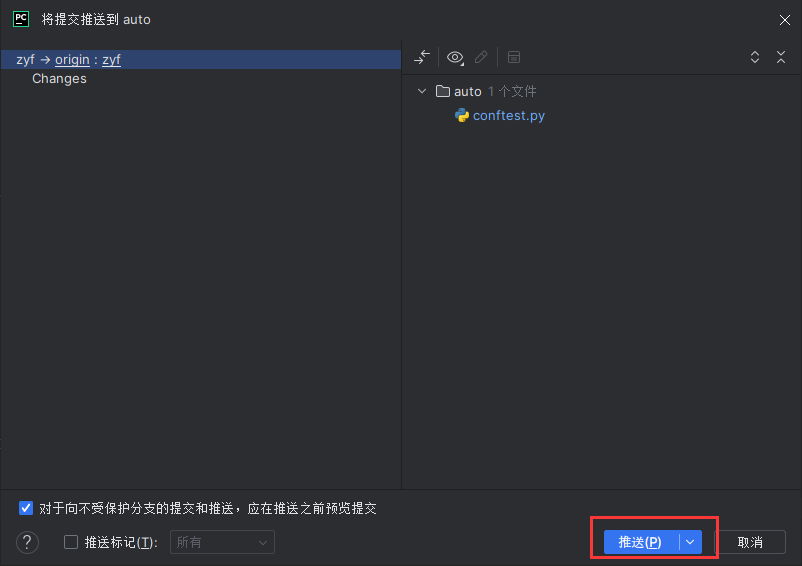 PC 将提交推送到 auto
zyf → origin : zyf
Changes
auto 1 个文件
conftest.py
对于向不受保护分支的提交和推送，应在推送之前预览提交
? 推送标记(T): 所有 推送(P) 取消